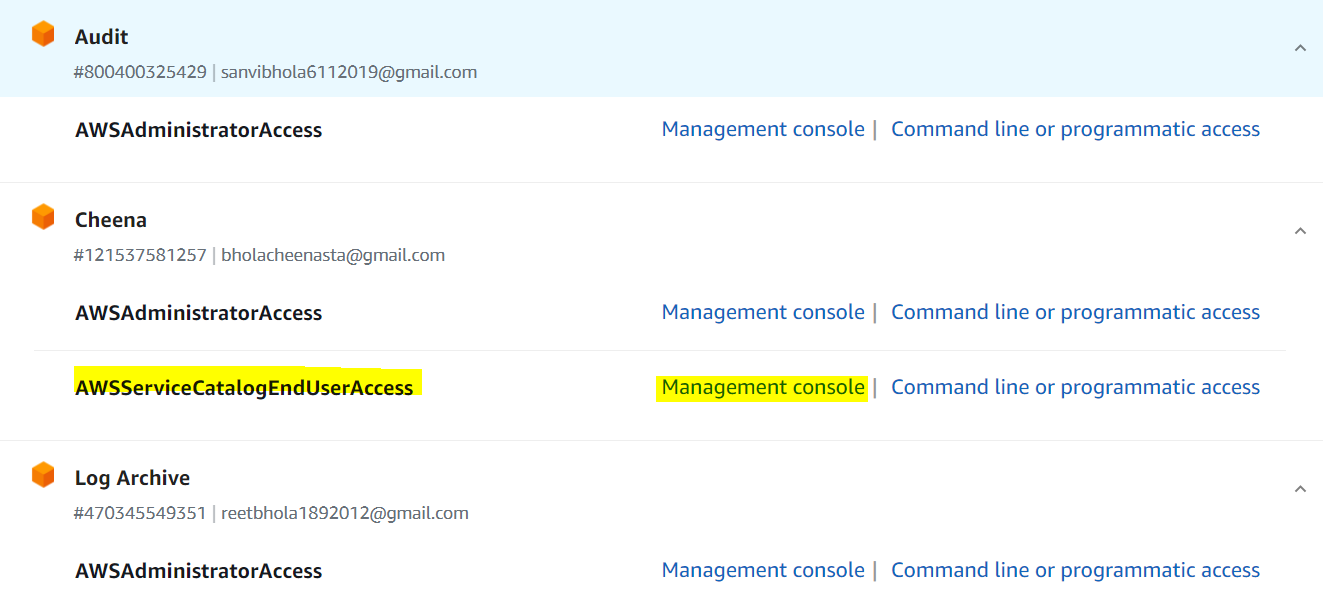 Audit
#800400325429 | sanvibhola6112019@gmail.com
AWSAdministratorAccess Management console | Command line or programmatic access
Cheena
#121537581257 | bholacheenasta@gmail.com
AWSAdministratorAccess Management console | Command line or programmatic access
AWSServiceCatalogEndUserAccess Management console | Command line or programmatic access
Log Archive
#470345549351 | reetbhola1892012@gmail.com
AWSAdministratorAccess Management console | Command line or programmatic access